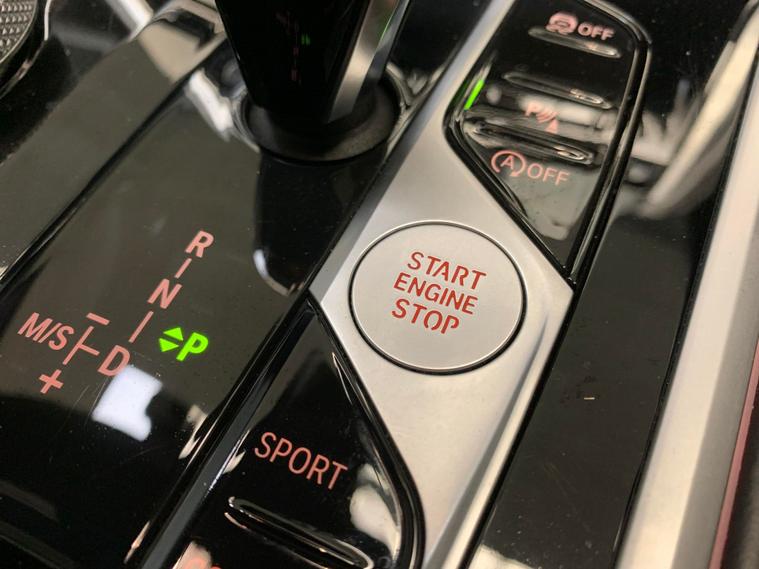 OFF
P
A OFF
START
ENGINE
STOP
R
N
M/S
D
P
+
SPORT